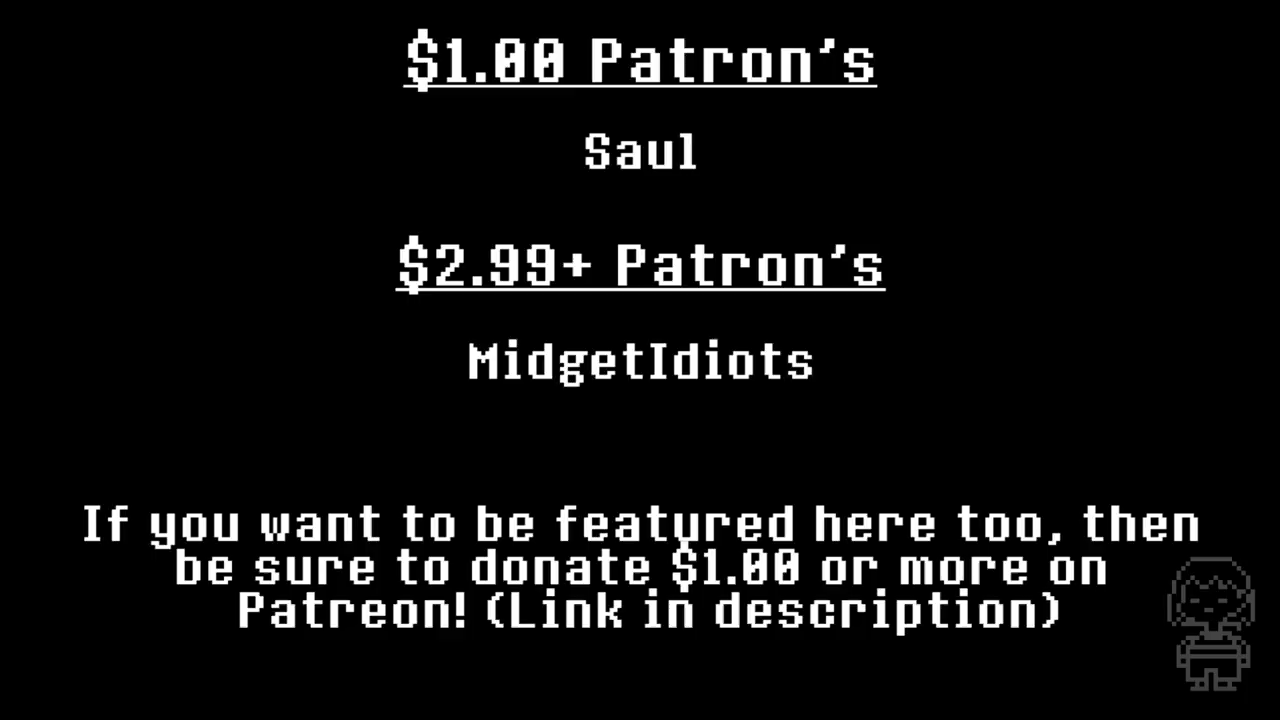 $1.00 Patron's
Saul
$2.99+ Patron's
MidgetIdiots
If you want to be featured here too, then
be sure to donate $1.00 or more on
Patreon! (Link in description)